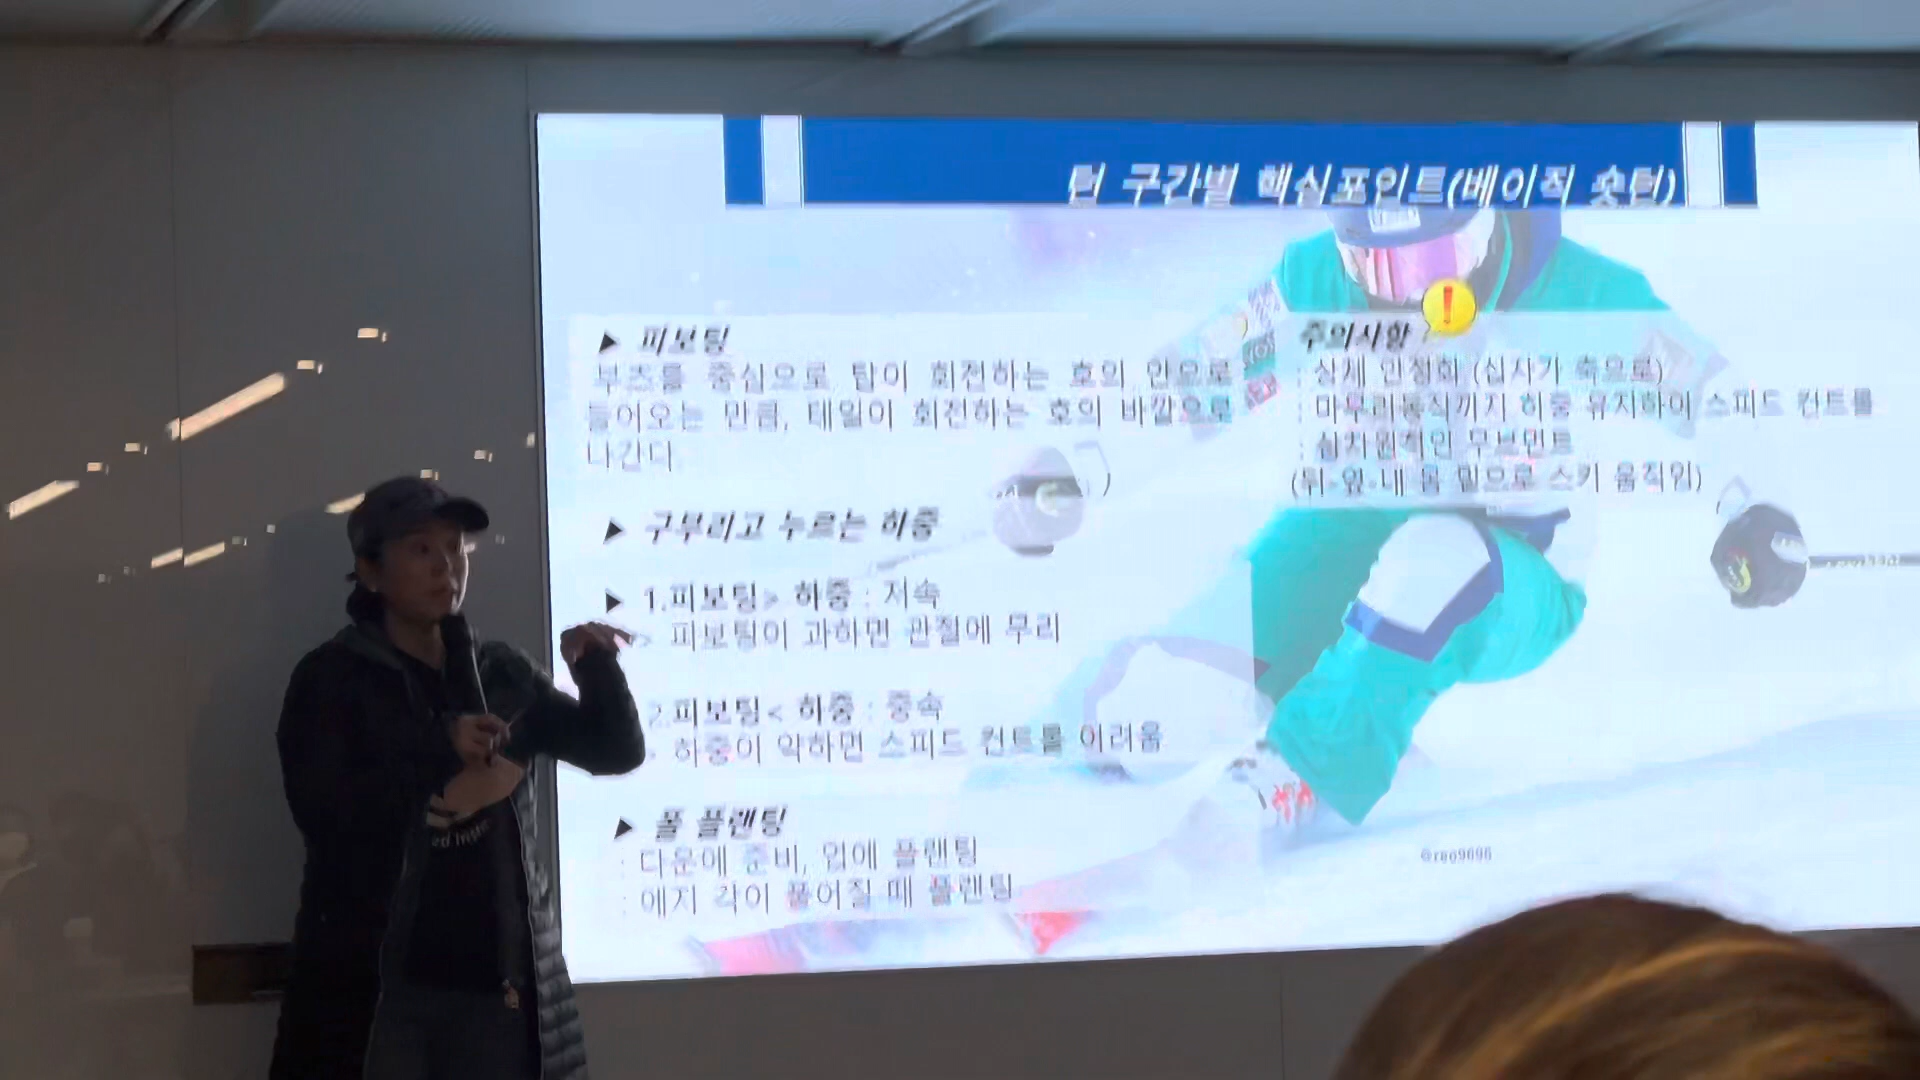 턴 구간별 핵심포인트(베이직 숏턴)
▶ 피보팅
부츠를 중심으로 탑이 회전하는 호의 안으로
들어오는 만큼, 테일이 회전하는 호의 바깥으로
나간다.
▶ 구부리고 누르는 하중
▶ 1.피보팅> 하중 : 저속
> 피보팅이 과하면 관절에 무리
2.피보팅< 하중 : 중속
하중이 약하면 스피드 컨트롤 어려움
▶ 폴 플랜팅
: 다운에 준비, 업에 플랜팅
: 에지 각이 풀어질 때 플랜팅
주의사항
: 상체 안정화 (십자가 축으로)
: 마무리동작까지 하중 유지하여 스피드 컨트롤
: 삼차원적인 무브먼트
(뒤-옆-내 몸 밑으로 스키 움직임)
@rao9696